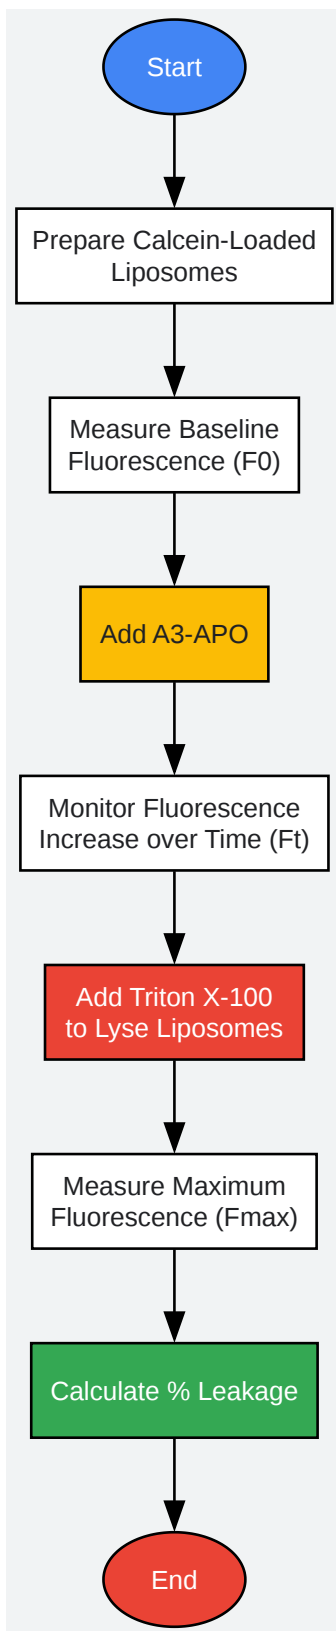 Start
Prepare Calcein-Loaded
Liposomes
Measure Baseline
Fluorescence (F0)
Add A3-APO
Monitor Fluorescence
Increase over Time (Ft)
Add Triton X-100
to Lyse Liposomes
Measure Maximum
Fluorescence (Fmax)
Calculate % Leakage
End